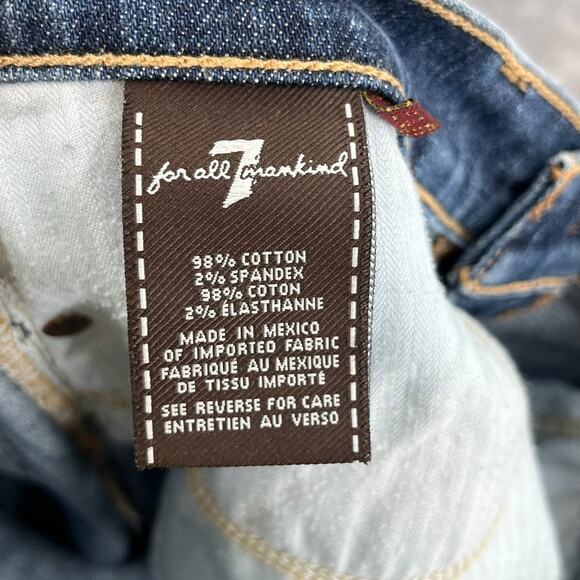 for all 7 mankind
98% COTTON
2% SPANDEX
98% COTON
2% ÉLASTHANNE
MADE IN MEXICO
OF IMPORTED FABRIC
FABRIQUÉ AU MEXIQUE
DE TISSU IMPORTÉ
SEE REVERSE FOR CARE
ENTRETIEN AU VERSO